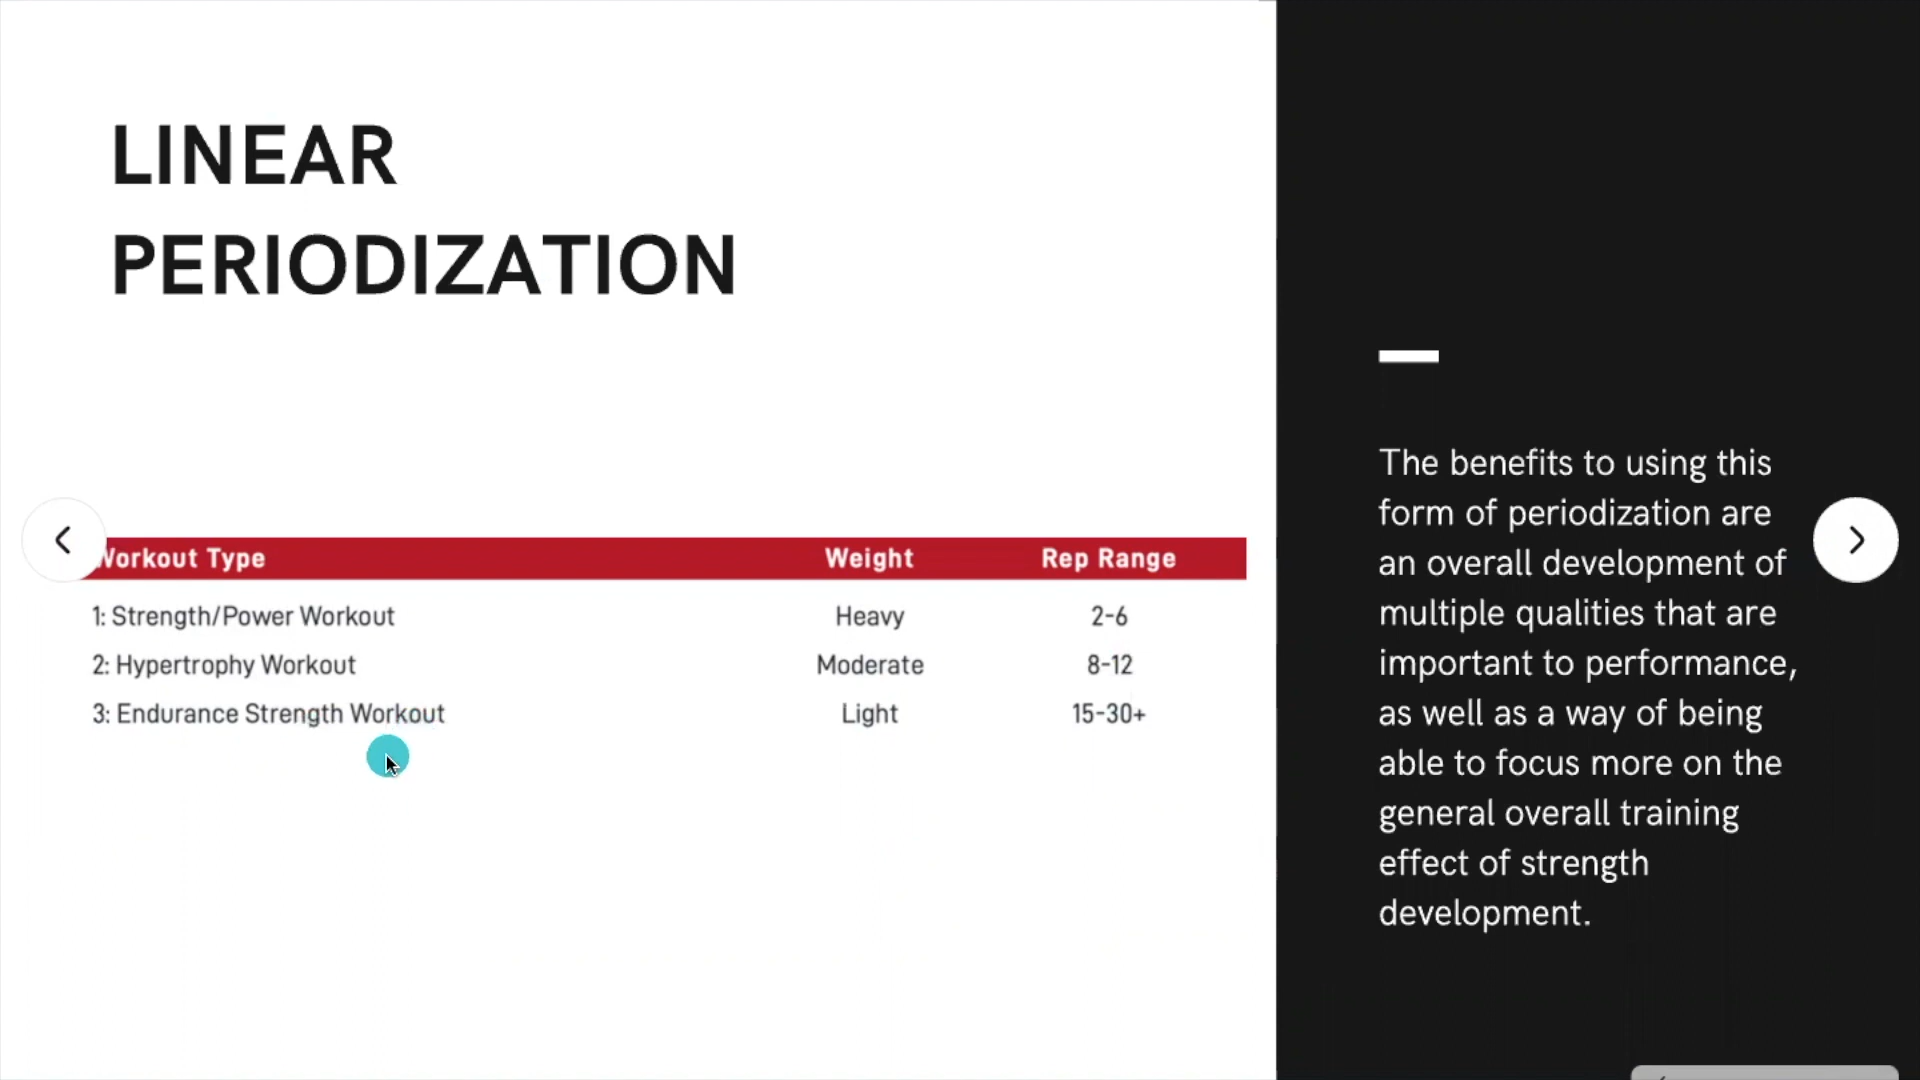 LINEAR
PERIODIZATION
Workout Type Weight Rep Range
1: Strength/Power Workout Heavy 2-6
2: Hypertrophy Workout Moderate 8-12
3: Endurance Strength Workout Light 15-30+
The benefits to using this
form of periodization are
an overall development of
multiple qualities that are
important to performance,
as well as a way of being
able to focus more on the
general overall training
effect of strength
development.